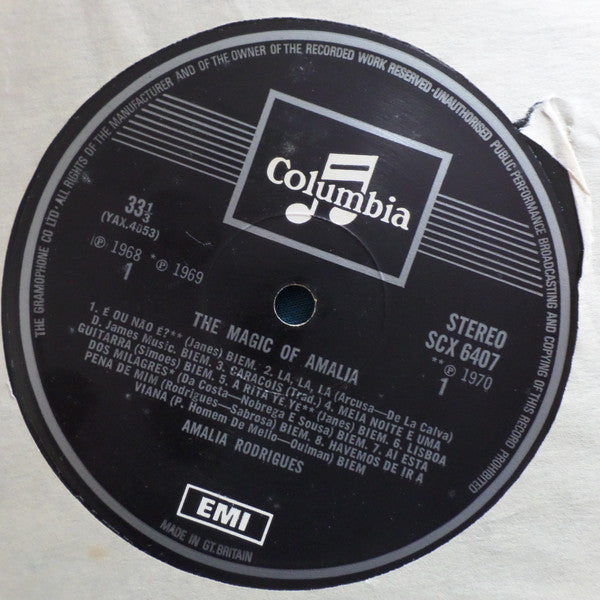 THE GRAMOPHONE CO LTD · ALL RIGHTS OF THE MANUFACTURER AND OF THE OWNER OF THE RECORDED WORK RESERVED · UNAUTHORISED PUBLIC PERFORMANCE BROADCASTING AND COPYING OF THIS RECORD PROHIBITED
Columbia
33 1/3
(YAX.4053)
℗ 1968 * ℗ 1969
1
STEREO
SCX 6407
** ℗ 1970
1
THE MAGIC OF AMALIA
1. E OU NÃO E?** (Janes) BIEM. 2. LA, LA, LA (Arcusa—De La Calva)
D. James Music. BIEM. 3. CARACOIS (Trad.) 4. MEIA NOITE E UMA
GUITARRA (Simoes) BIEM. 5. A RITA YE YE** (Janes) BIEM. 6. LISBOA
DOS MILAGRES* (Da Costa—Nobrega E Sousa) BIEM. 7. AI ESTA
PENA DE MIM (Rodrigues—Sabrosa) BIEM. 8. HAVEMOS DE IR A
VIANA (P. Homem De Mello—Oulman) BIEM
AMALIA RODRIGUES
EMI
MADE IN GT. BRITAIN